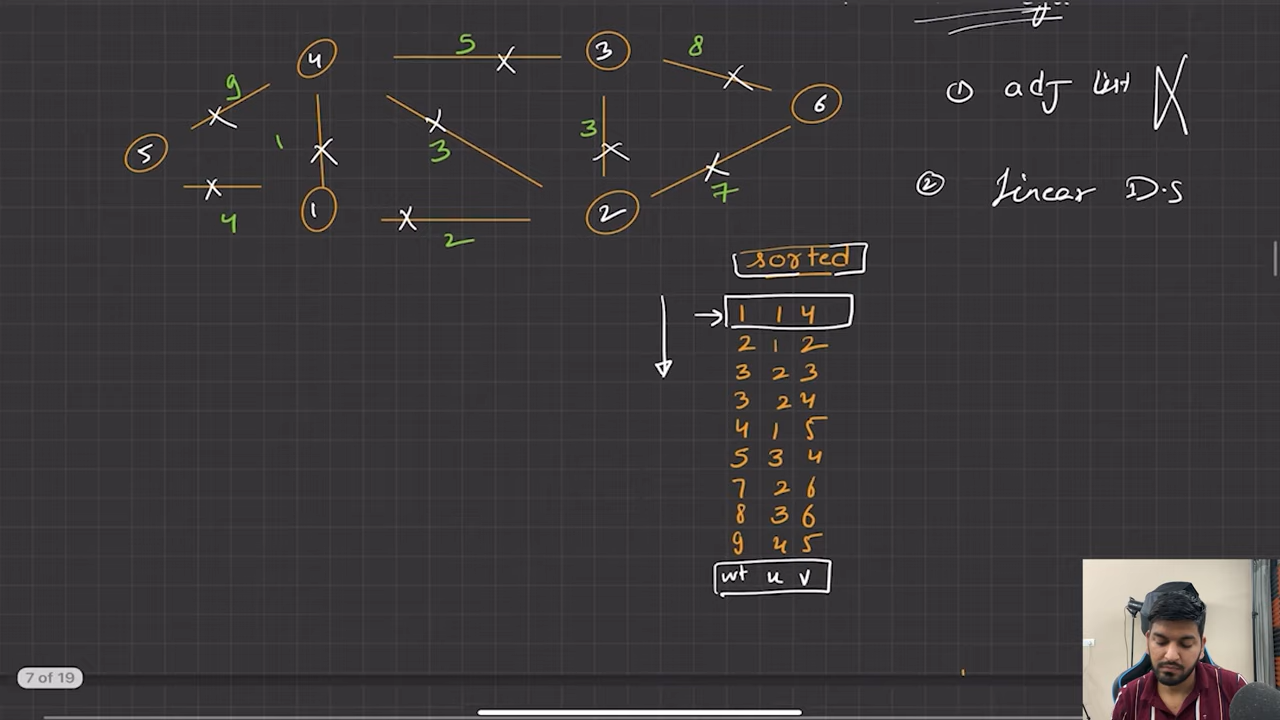 4 5 3 8
9 6
① adj list
5 1 3 3
② linear D.S
4 1 2 2 7
sorted
1 1 4
2 1 2
3 2 3
3 2 4
4 1 5
5 3 4
7 2 6
8 3 6
9 4 5
wt u v
7 of 19